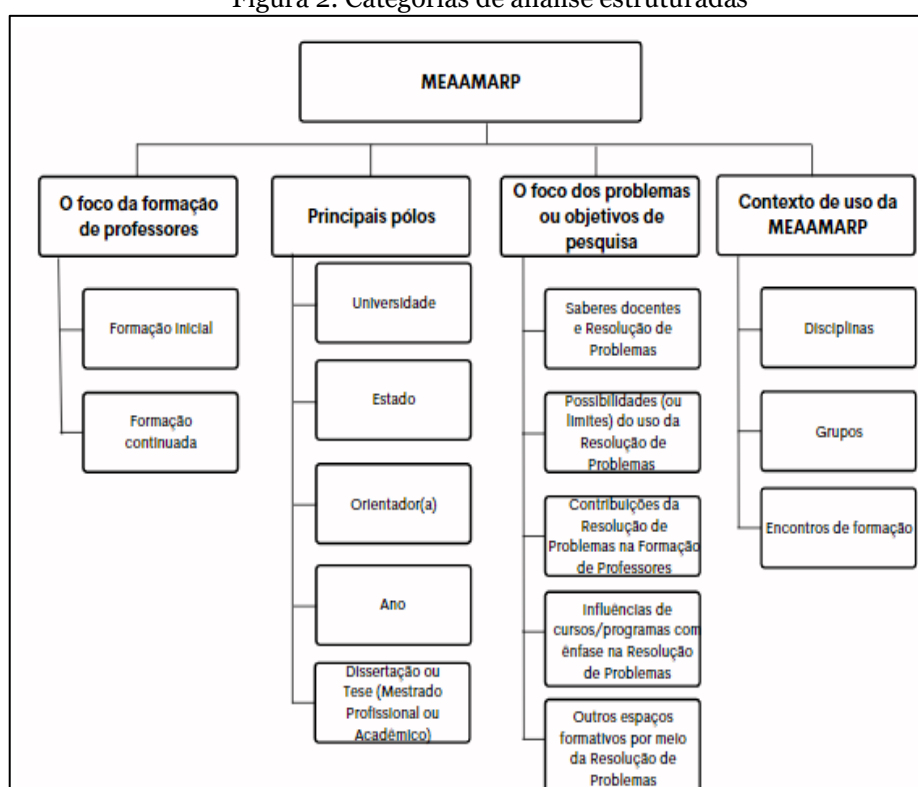 Figura 2. Categorias de análise estruturadas
MEAAMARP
O foco da formação
de professores
Formação Inicial
Formação
continuada
Principais pólos
Universidade
Estado
Orientador(a)
Ano
Dissertação ou
Tese (Mestrado
Profissional ou
Acadêmico)
O foco dos problemas
ou objetivos de
pesquisa
Saberes docentes
e Resolução de
Problemas
Possibilidades (ou
limites) do uso da
Resolução de
Problemas
Contribuições da
Resolução de
Problemas na Formação
de Professores
Influências de
cursos/programas com
ênfase na Resolução
de Problemas
Outros espaços
formativos por meio
da Resolução de
Problemas
Contexto de uso da
MEAAMARP
Disciplinas
Grupos
Encontros de formação